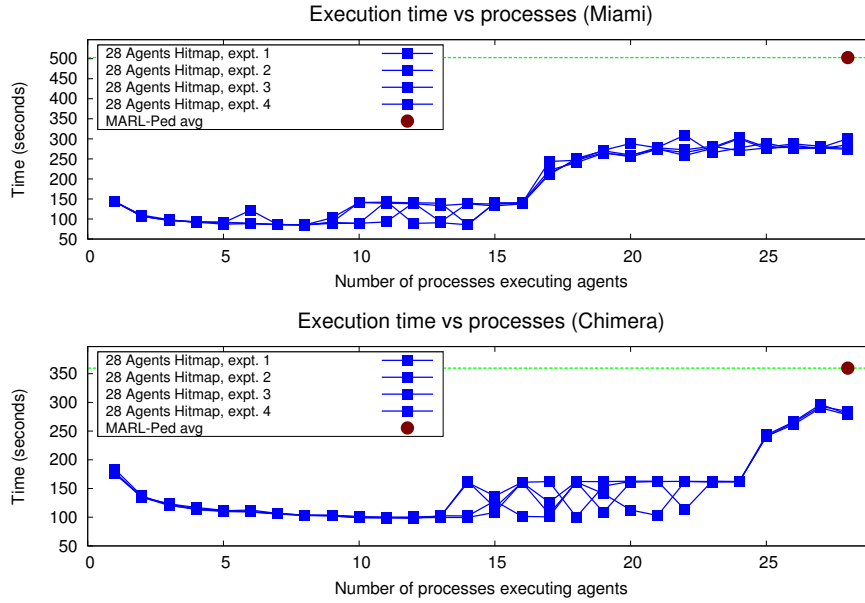 Execution time vs processes (Miami)
28 Agents Hitmap, expt. 1
28 Agents Hitmap, expt. 2
28 Agents Hitmap, expt. 3
28 Agents Hitmap, expt. 4
MARL-Ped avg
Time (seconds)
500
450
400
350
300
250
200
150
100
50
0 5 10 15 20 25
Number of processes executing agents
Execution time vs processes (Chimera)
28 Agents Hitmap, expt. 1
28 Agents Hitmap, expt. 2
28 Agents Hitmap, expt. 3
28 Agents Hitmap, expt. 4
MARL-Ped avg
Time (seconds)
350
300
250
200
150
100
50
0 5 10 15 20 25
Number of processes executing agents